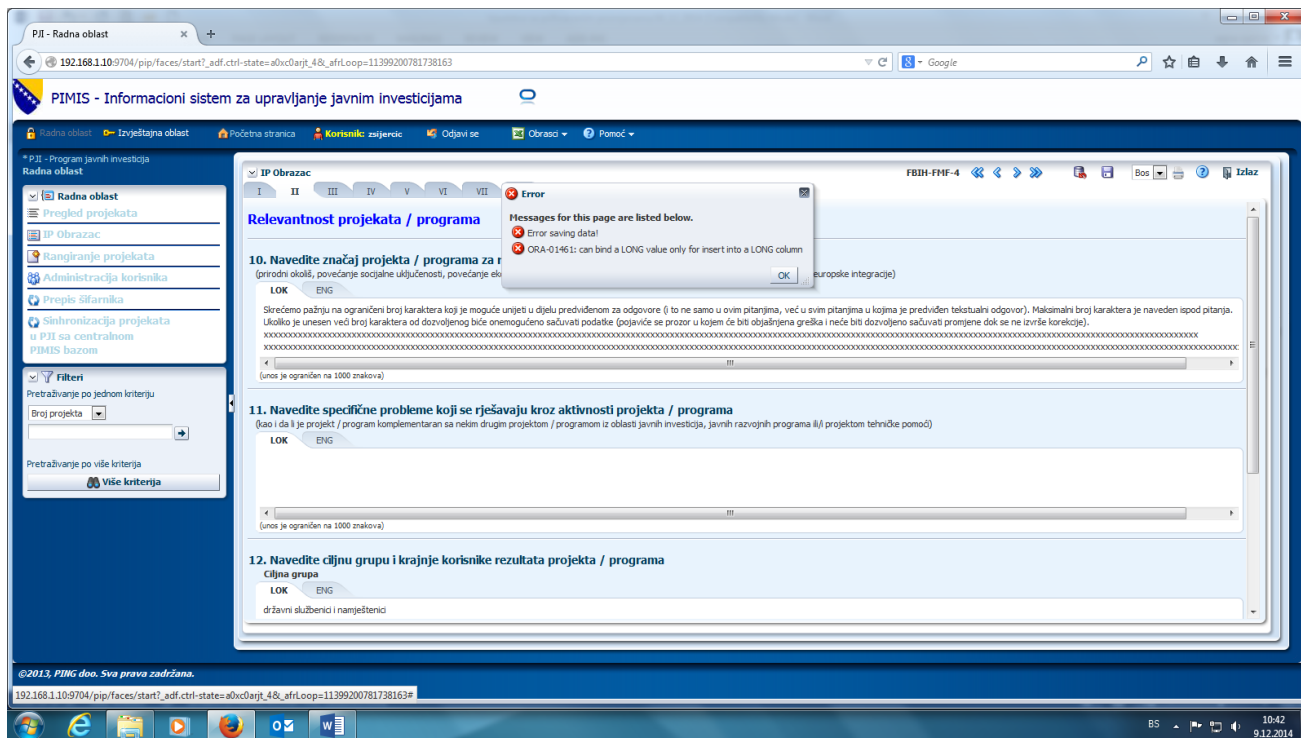 PJI - Radna oblast
192.168.1.10:9704/pip/faces/start?_adf.ctrl-state=a0xc0arjt_4&_afrLoop=11399200781738163
Google
PIMIS - Informacioni sistem za upravljanje javnim investicijama
Radna oblast Izvještajna oblast Početna stranica Korisnik: zsijercic Odjavi se Obrasci Pomoć
* PJI - Program javnih investicija
Radna oblast
Radna oblast
Pregled projekata
IP Obrazac
Rangiranje projekata
Administracija korisnika
Prepis šifarnika
Sinhronizacija projekata
u PJI sa centralnom
PIMIS bazom
Filteri
Pretraživanje po jednom kriteriju
Broj projekta
Pretraživanje po više kriterija
Više kriterija
IP Obrazac FBIH-FMF-4 Bos Izlaz
I II III IV V VI VII
Error
Messages for this page are listed below.
Error saving data!
ORA-01461: can bind a LONG value only for insert into a LONG column
OK
Relevantnost projekata / programa
10. Navedite značaj projekta / programa za
(prirodni okoliš, povećanje socijalne uključenosti, povećanje europske integracije)
LOK ENG
Skrećemo pažnju na ograničeni broj karaktera koji je moguće unijeti u dijelu predviđenom za odgovore (i to ne samo u ovim pitanjima, već u svim pitanjima u kojima je predviđen tekstualni odgovor). Maksimalni broj karaktera je naveden ispod pitanja.
Ukoliko je unesen veći broj karaktera od dozvoljenog biće onemogućeno sačuvati podatke (pojaviće se prozor u kojem će biti objašnjena greška i neće biti dozvoljeno sačuvati promjene dok se ne izvrše korekcije).
(unos je ograničen na 1000 znakova)
11. Navedite specifične probleme koji se rješavaju kroz aktivnosti projekta / programa
(kao i da li je projekt / program komplementaran sa nekim drugim projektom / programom iz oblasti javnih investicija, javnih razvojnih programa ili/i projektom tehničke pomoći)
LOK ENG
(unos je ograničen na 1000 znakova)
12. Navedite ciljnu grupu i krajnje korisnike rezultata projekta / programa
Ciljna grupa
LOK ENG
državni službenici i namještenici
©2013, PING doo. Sva prava zadržana.
192.168.1.10:9704/pip/faces/start?_adf.ctrl-state=a0xc0arjt_4&_afrLoop=11399200781738163#
BS
10:42
9.12.2014